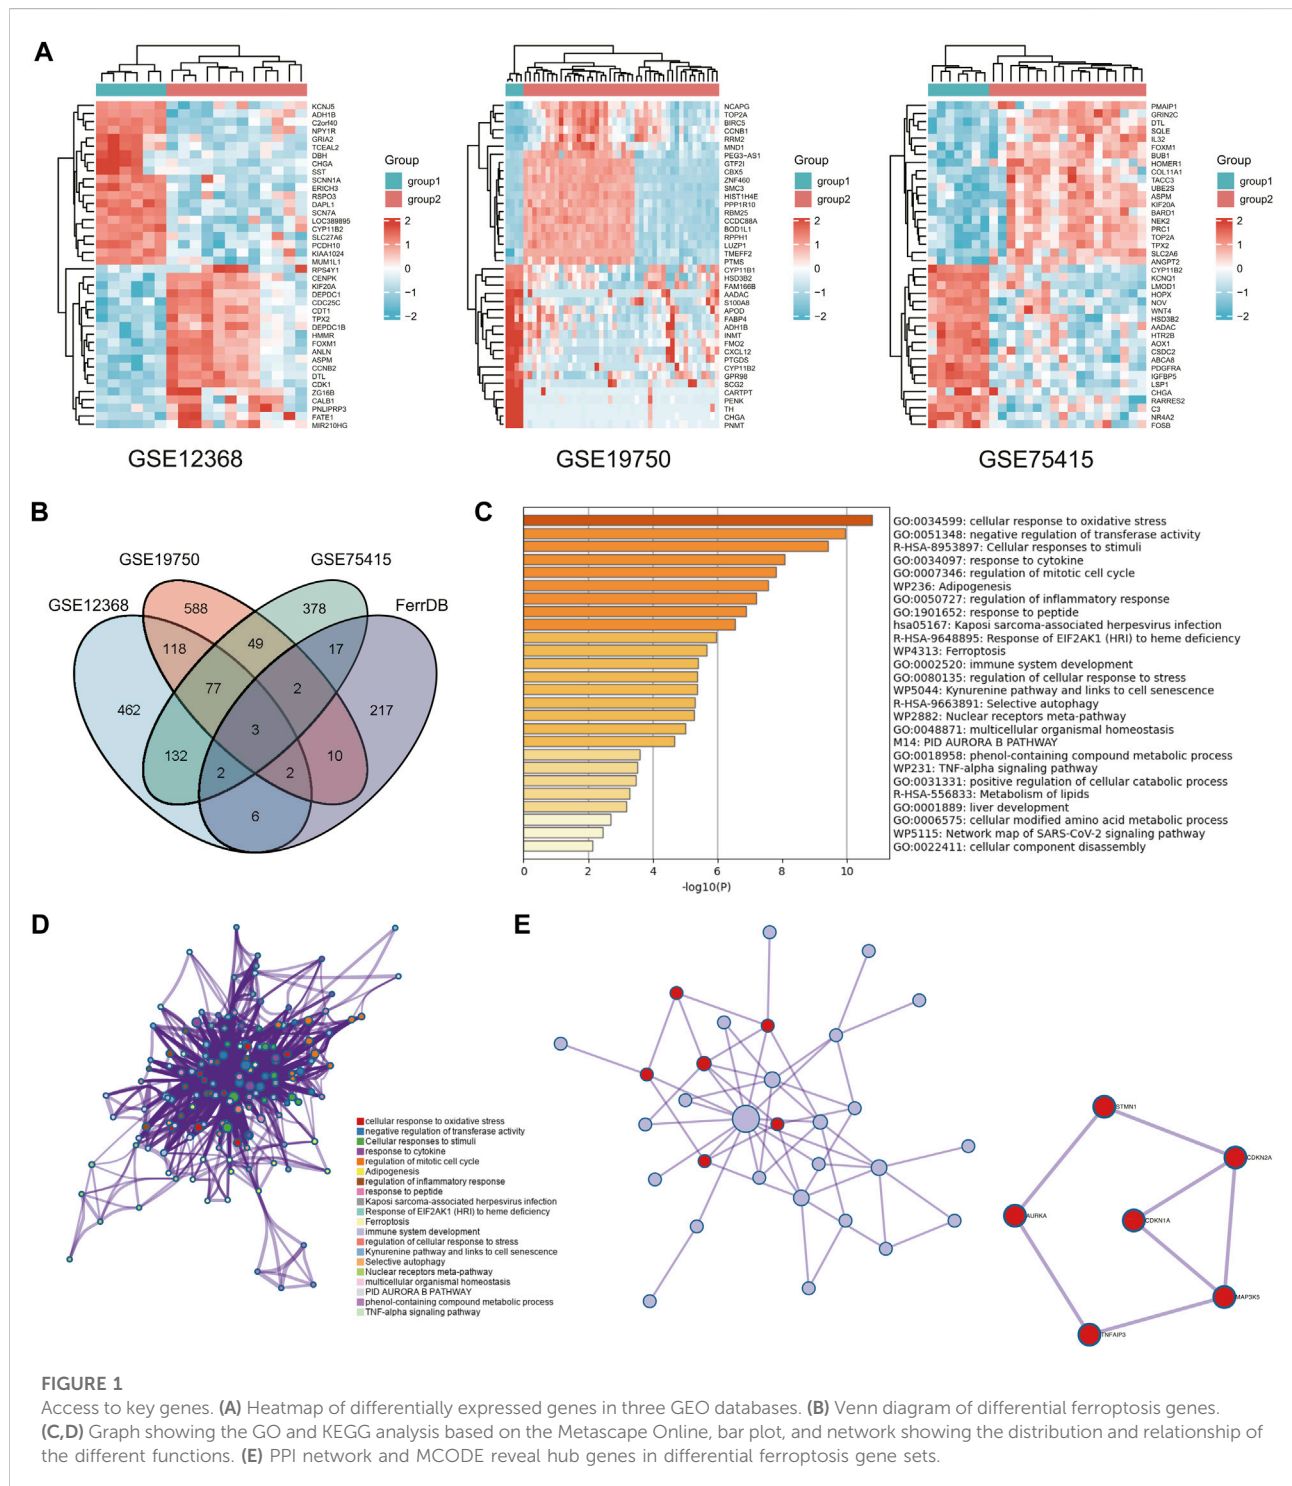 A
KCNJ5
ADH1B
C2orf40
NPY1R
GRIA2
TCEAL2
DBH
CHGA
SST
SCNN1A
ERICH3
RSPO3
DAPL1
SCN7A
LOC389895
CYP11B2
SLC27A6
PCDH10
KIAA1024
MUM1L1
RPS4Y1
CENPK
KIF20A
DEPDC1
CDC25C
CDT1
TPX2
DEPDC1B
HMMR
FOXM1
ANLN
ASPM
CCNB2
DTL
CDK1
ZG16B
CALB1
PNLIPRP3
FATE1
MIR210HG
Group
group1
group2
2
1
0
−1
−2
GSE12368
NCAPG
TOP2A
BIRC5
CCNB1
RRM2
MND1
PEG3−AS1
GTF2I
CBX5
ZNF460
SMC3
HIST1H4E
PPP1R10
RBM25
CCDC88A
BOD1L1
RPPH1
LUZP1
TMEFF2
PTMS
CYP11B1
HSD3B2
FAM166B
AADAC
S100A8
APOD
FABP4
ADH1B
INMT
FMO2
CXCL12
PTGDS
CYP11B2
GPR98
SCG2
CARTPT
PENK
TH
CHGA
PNMT
Group
group1
group2
2
1
0
−1
−2
GSE19750
PMAIP1
GRIN2C
DTL
SQLE
IL32
FOXM1
BUB1
HOMER1
COL11A1
TACC3
UBE2S
ASPM
KIF20A
BARD1
NEK2
PRC1
TOP2A
TPX2
SLC2A6
ANGPT2
CYP11B2
KCNQ1
LMOD1
HOPX
NOV
WNT4
HSD3B2
AADAC
HTR2B
AOX1
CSDC2
ABCA8
PDGFRA
IGFBP5
LSP1
CHGA
RARRES2
C3
NR4A2
FOSB
Group
group1
group2
2
1
0
−1
−2
GSE75415
B
GSE19750
GSE75415
GSE12368
FerrDB
588
378
118
49
17
77
2
462
217
3
132
10
2
2
6
C
GO:0034599: cellular response to oxidative stress
GO:0051348: negative regulation of transferase activity
R-HSA-8953897: Cellular responses to stimuli
GO:0034097: response to cytokine
GO:0007346: regulation of mitotic cell cycle
WP236: Adipogenesis
GO:0050727: regulation of inflammatory response
GO:1901652: response to peptide
hsa05167: Kaposi sarcoma-associated herpesvirus infection
R-HSA-9648895: Response of EIF2AK1 (HRI) to heme deficiency
WP4313: Ferroptosis
GO:0002520: immune system development
GO:0080135: regulation of cellular response to stress
WP5044: Kynurenine pathway and links to cell senescence
R-HSA-9663891: Selective autophagy
WP2882: Nuclear receptors meta-pathway
GO:0048871: multicellular organismal homeostasis
M14: PID AURORA B PATHWAY
GO:0018958: phenol-containing compound metabolic process
WP231: TNF-alpha signaling pathway
GO:0031331: positive regulation of cellular catabolic process
R-HSA-556833: Metabolism of lipids
GO:0001889: liver development
GO:0006575: cellular modified amino acid metabolic process
WP5115: Network map of SARS-CoV-2 signaling pathway
GO:0022411: cellular component disassembly
0 2 4 6 8 10
-log10(P)
D
cellular response to oxidative stress
negative regulation of transferase activity
Cellular responses to stimuli
response to cytokine
regulation of mitotic cell cycle
Adipogenesis
regulation of inflammatory response
response to peptide
Kaposi sarcoma-associated herpesvirus infection
Response of EIF2AK1 (HRI) to heme deficiency
Ferroptosis
immune system development
regulation of cellular response to stress
Kynurenine pathway and links to cell senescence
Selective autophagy
Nuclear receptors meta-pathway
multicellular organismal homeostasis
PID AURORA B PATHWAY
phenol-containing compound metabolic process
TNF-alpha signaling pathway
E
STMN1
CDKN2A
AURKA
CDKN1A
MAP3K5
TNFAIP3
FIGURE 1
Access to key genes. (A) Heatmap of differentially expressed genes in three GEO databases. (B) Venn diagram of differential ferroptosis genes.
(C,D) Graph showing the GO and KEGG analysis based on the Metascape Online, bar plot, and network showing the distribution and relationship of
the different functions. (E) PPI network and MCODE reveal hub genes in differential ferroptosis gene sets.